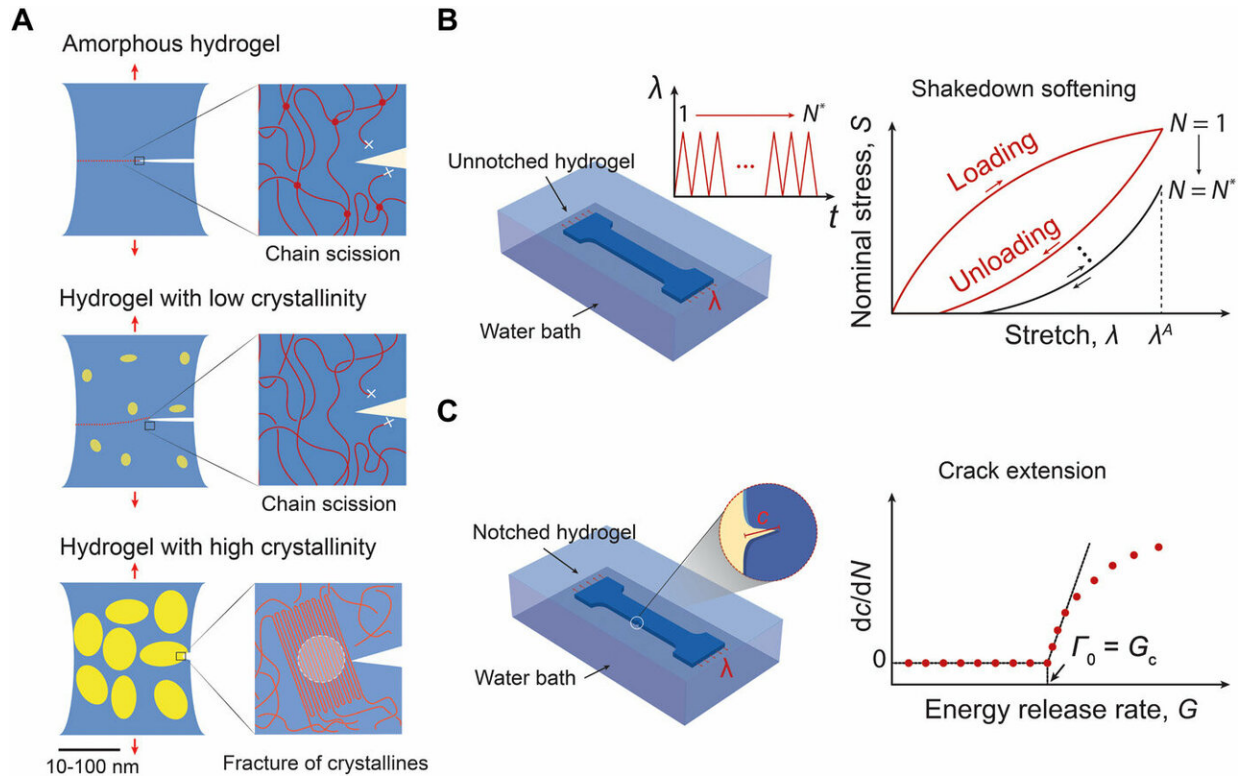 A
Amorphous hydrogel
Chain scission
Hydrogel with low crystallinity
Chain scission
Hydrogel with high crystallinity
10-100 nm
Fracture of crystallines
B
λ
1
N*
t
Unnotched hydrogel
λ
Water bath
Shakedown softening
Nominal stress, S
Loading
Unloading
N = 1
N = N*
Stretch, λ
λᴬ
C
Notched hydrogel
c
λ
Water bath
Crack extension
dc/dN
0
Γ₀ = G_c
Energy release rate, G